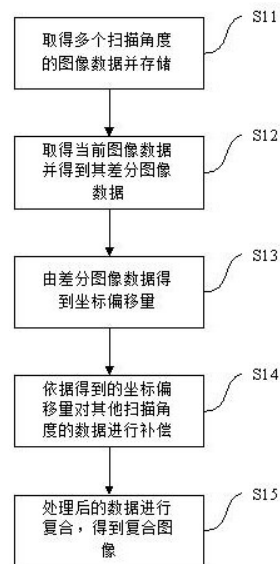 S11
取得多个扫描角度
的图像数据并存储
S12
取得当前图像数据
并得到其差分图像
数据
S13
由差分图像数据得
到坐标偏移量
S14
依据得到的坐标偏
移量对其他扫描角
度的数据进行补偿
S15
处理后的数据进行
复合，得到复合图
像